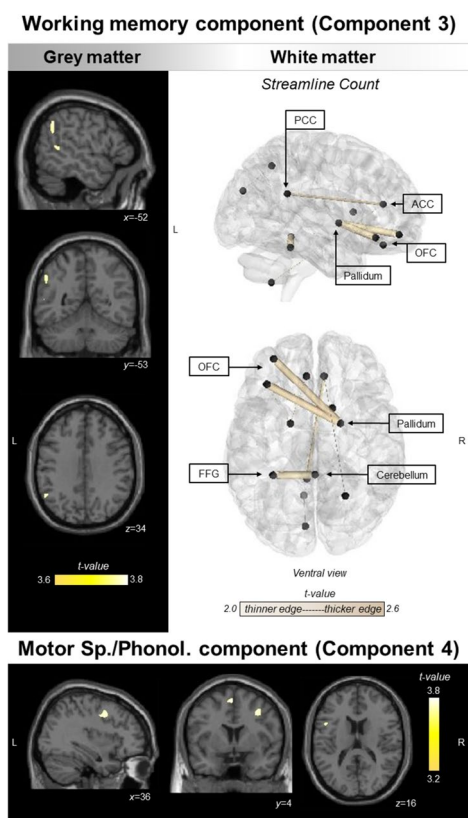 Working memory component (Component 3)
Grey matter
White matter
Streamline Count
PCC
x=-52
L
ACC
OFC
Pallidum
y=-53
OFC
L
Pallidum
R
FFG
Cerebellum
z=34
t-value
3.6
3.8
Ventral view
t-value
2.0
thinner edge-------thicker edge
2.6
Motor Sp./Phonol. component (Component 4)
t-value
3.8
L
R
3.2
x=36
y=4
z=16